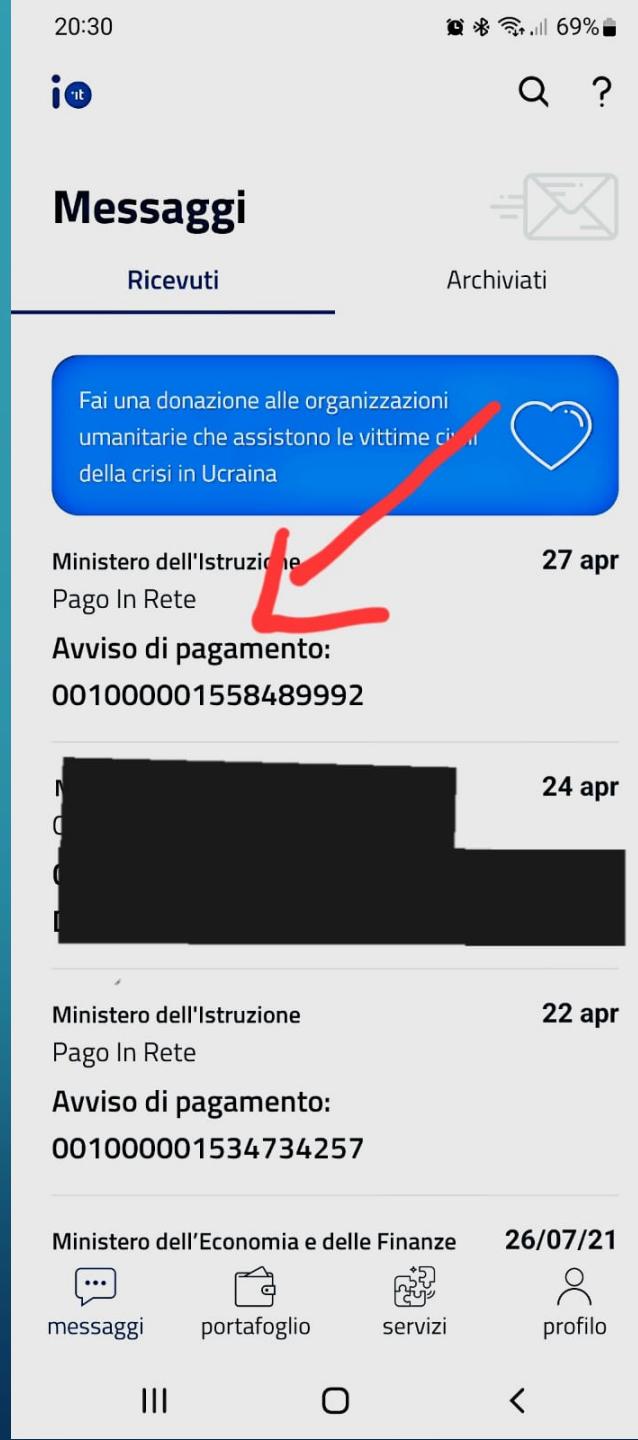 20:30
69%
io it
Messaggi
Ricevuti
Archiviati
Fai una donazione alle organizzazioni
umanitarie che assistono le vittime civili
della crisi in Ucraina
Ministero dell'Istruzione
27 apr
Pago In Rete
Avviso di pagamento:
001000001558489992
24 apr
Ministero dell'Istruzione
22 apr
Pago In Rete
Avviso di pagamento:
001000001534734257
Ministero dell'Economia e delle Finanze
26/07/21
messaggi
portafoglio
servizi
profilo